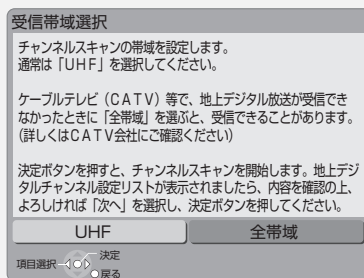 受信帯域選択
チャンネルスキャンの帯域を設定します。
通常は「UHF」を選択してください。
ケーブルテレビ（CATV）等で、地上デジタル放送が受信でき
なかったときに「全帯域」を選ぶと、受信できることがあります。
(詳しくはCATV会社にご確認ください)
決定ボタンを押すと、チャンネルスキャンを開始します。地上デジ
タルチャンネル設定リストが表示されましたら、内容を確認の上、
よろしければ「次へ」を選択し、決定ボタンを押してください。
UHF 全帯域
項目選択 決定
戻る